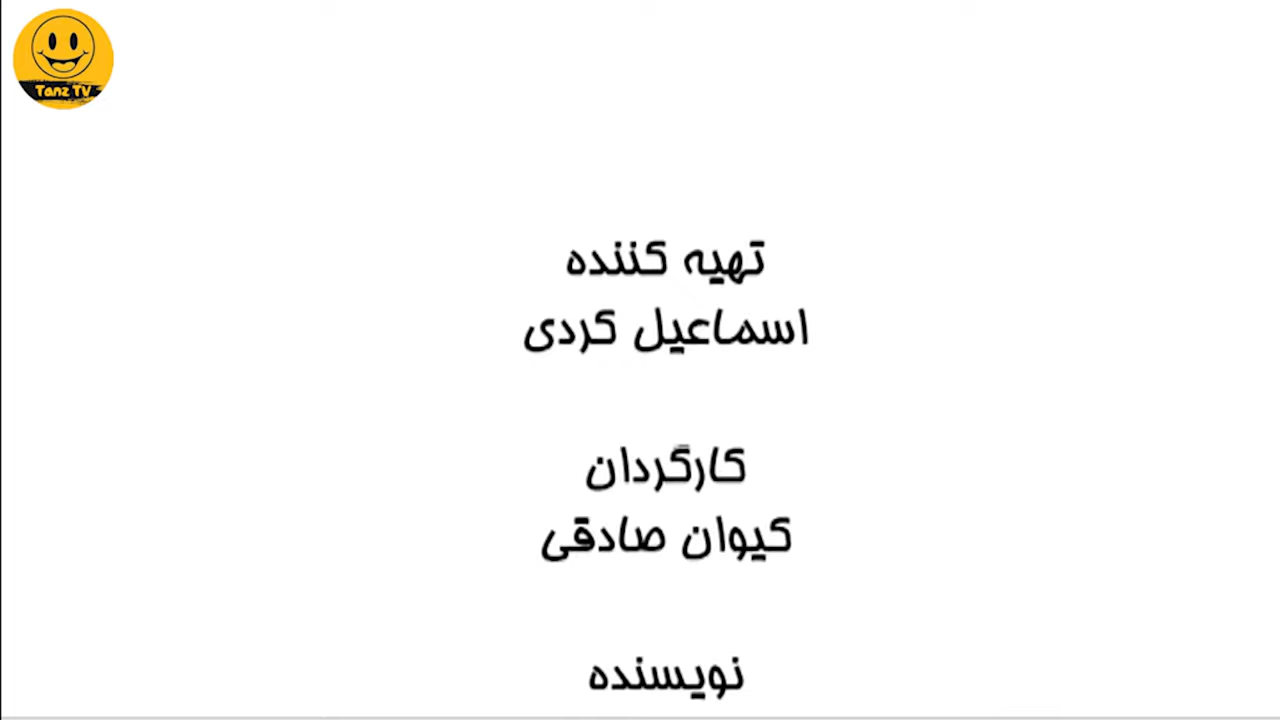 Tanz TV
تهیه کننده
اسماعیل کردی
کارگردان
کیوان صادقی
نویسنده